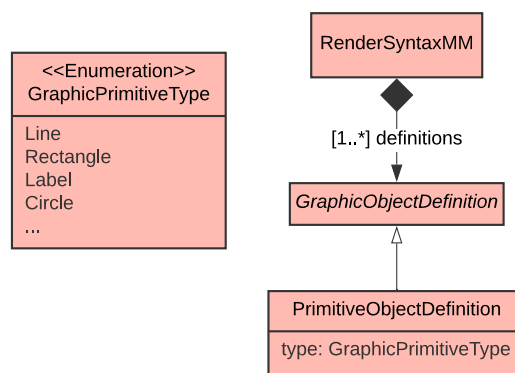 <<Enumeration>>
GraphicPrimitiveType
Line
Rectangle
Label
Circle
...
RenderSyntaxMM
[1..*] definitions
GraphicObjectDefinition
PrimitiveObjectDefinition
type: GraphicPrimitiveType